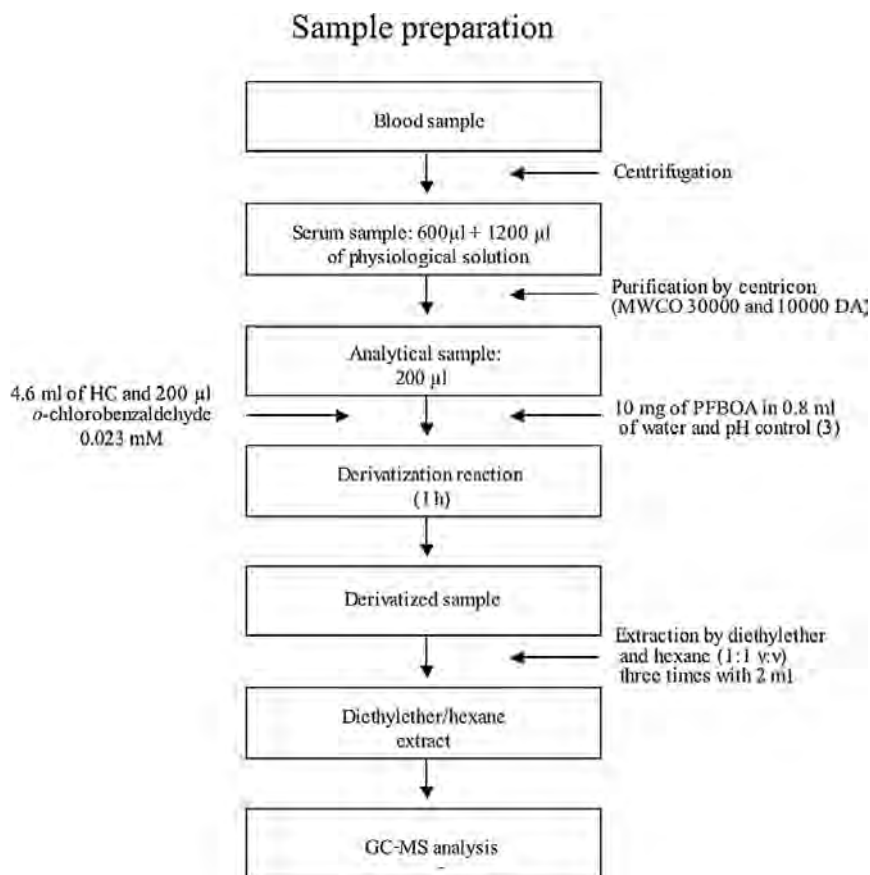 Sample preparation
Blood sample
Centrifugation
Serum sample: 600µl + 1200 µl
of physiological solution
Purification by centricon
(MWCO 30000 and 10000 DA)
Analytical sample:
200 µl
4.6 ml of HC and 200 µl
o-chlorobenzaldehyde
0.023 mM
10 mg of PFBOA in 0.8 ml
of water and pH control (3)
Derivatization reaction
(1 h)
Derivatized sample
Extraction by diethylether
and hexane (1:1 v:v)
three times with 2 ml
Diethylether/hexane
extract
GC-MS analysis